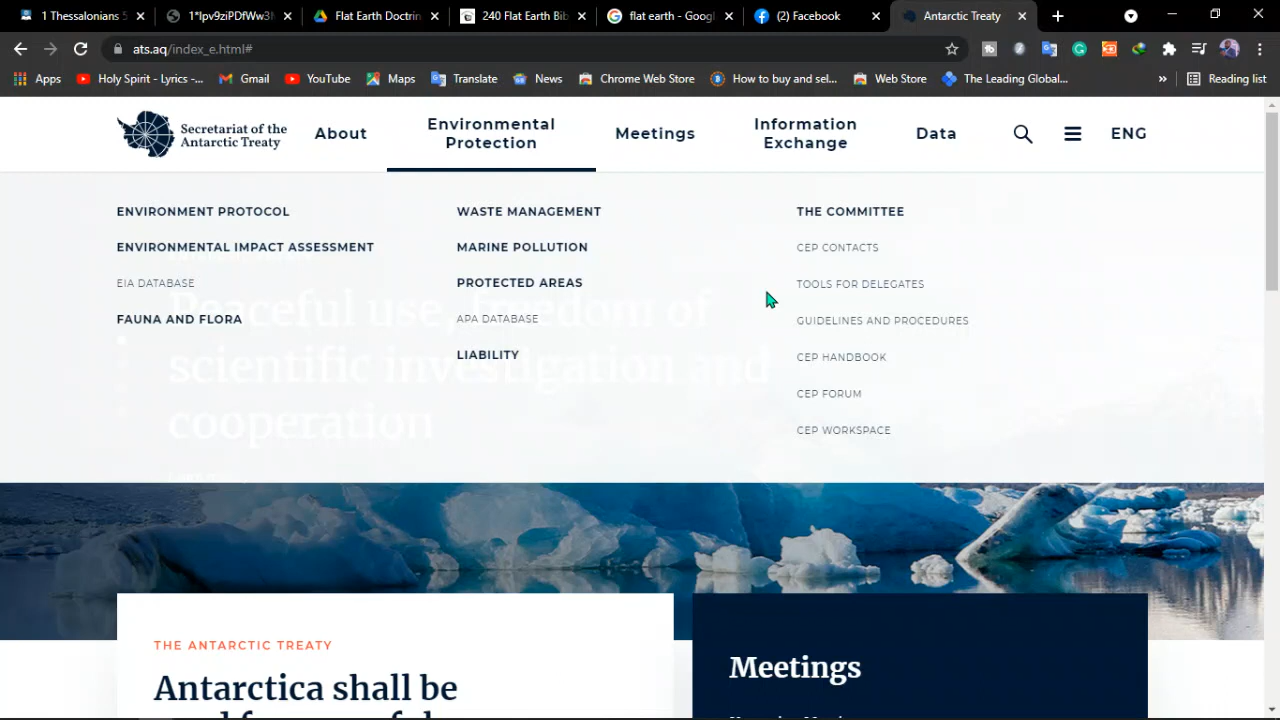 1 Thessalonians 5
1*Ipv9ziPDfWw3
Flat Earth Doctrin
240 Flat Earth Bib
flat earth - Googl
(2) Facebook
Antarctic Treaty
ats.aq/index_e.html#
Apps
Holy Spirit - Lyrics -...
Gmail
YouTube
Maps
Translate
News
Chrome Web Store
How to buy and sel...
Web Store
The Leading Global...
Reading list
Secretariat of the
Antarctic Treaty
About
Environmental
Protection
Meetings
Information
Exchange
Data
ENG
ENVIRONMENT PROTOCOL
ENVIRONMENTAL IMPACT ASSESSMENT
EIA DATABASE
FAUNA AND FLORA
WASTE MANAGEMENT
MARINE POLLUTION
PROTECTED AREAS
APA DATABASE
LIABILITY
THE COMMITTEE
CEP CONTACTS
TOOLS FOR DELEGATES
GUIDELINES AND PROCEDURES
CEP HANDBOOK
CEP FORUM
CEP WORKSPACE
Peaceful use, freedom of
scientific investigation and
cooperation
THE ANTARCTIC TREATY
Antarctica shall be
Meetings